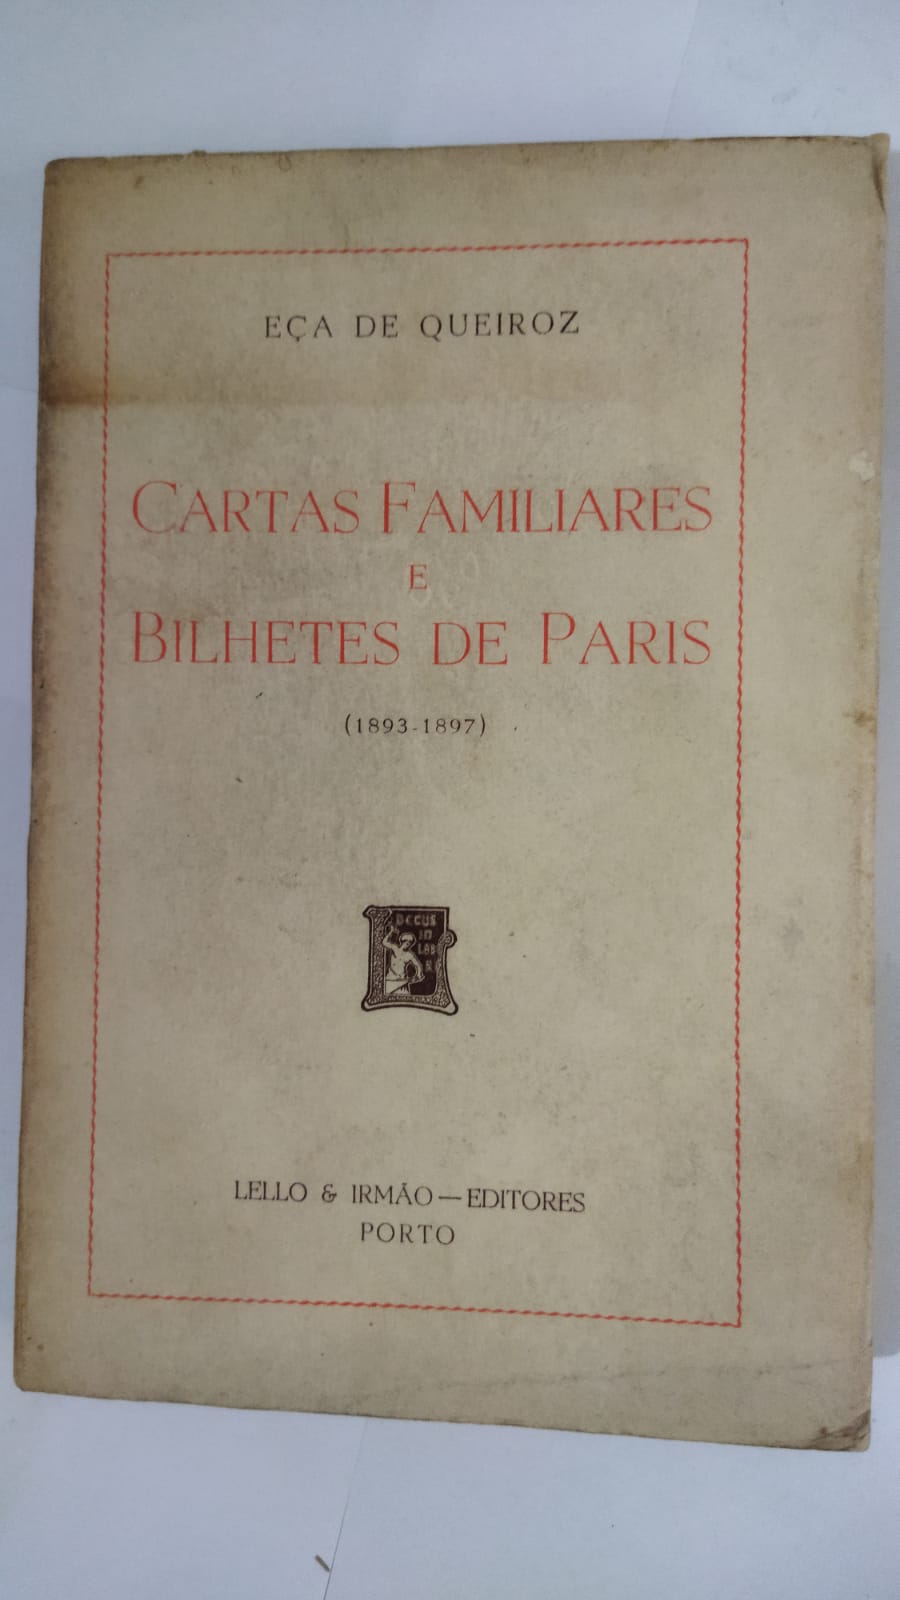 EÇA DE QUEIROZ
CARTAS FAMILIARES
E
BILHETES DE PARIS
(1893-1897)
DECUS
IN
LAB
R
LELLO & IRMÃO—EDITORES
PORTO